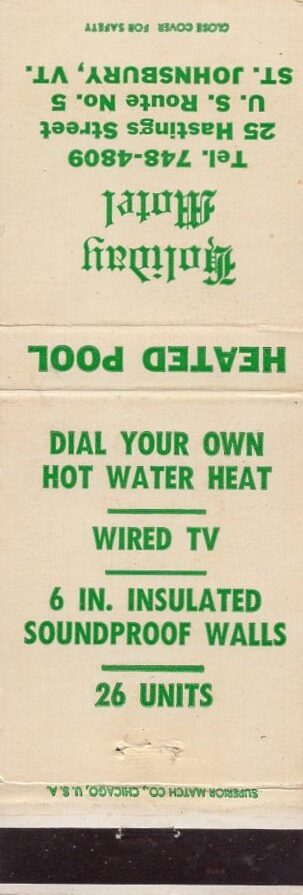 Holiday
Motel
Tel. 748-4809
25 Hastings Street
U. S. Route No. 5
ST. JOHNSBURY, VT.
CLOSE COVER FOR SAFETY
HEATED POOL
DIAL YOUR OWN
HOT WATER HEAT
WIRED TV
6 IN. INSULATED
SOUNDPROOF WALLS
26 UNITS
SUPERIOR MATCH CO., CHICAGO, U. S. A.